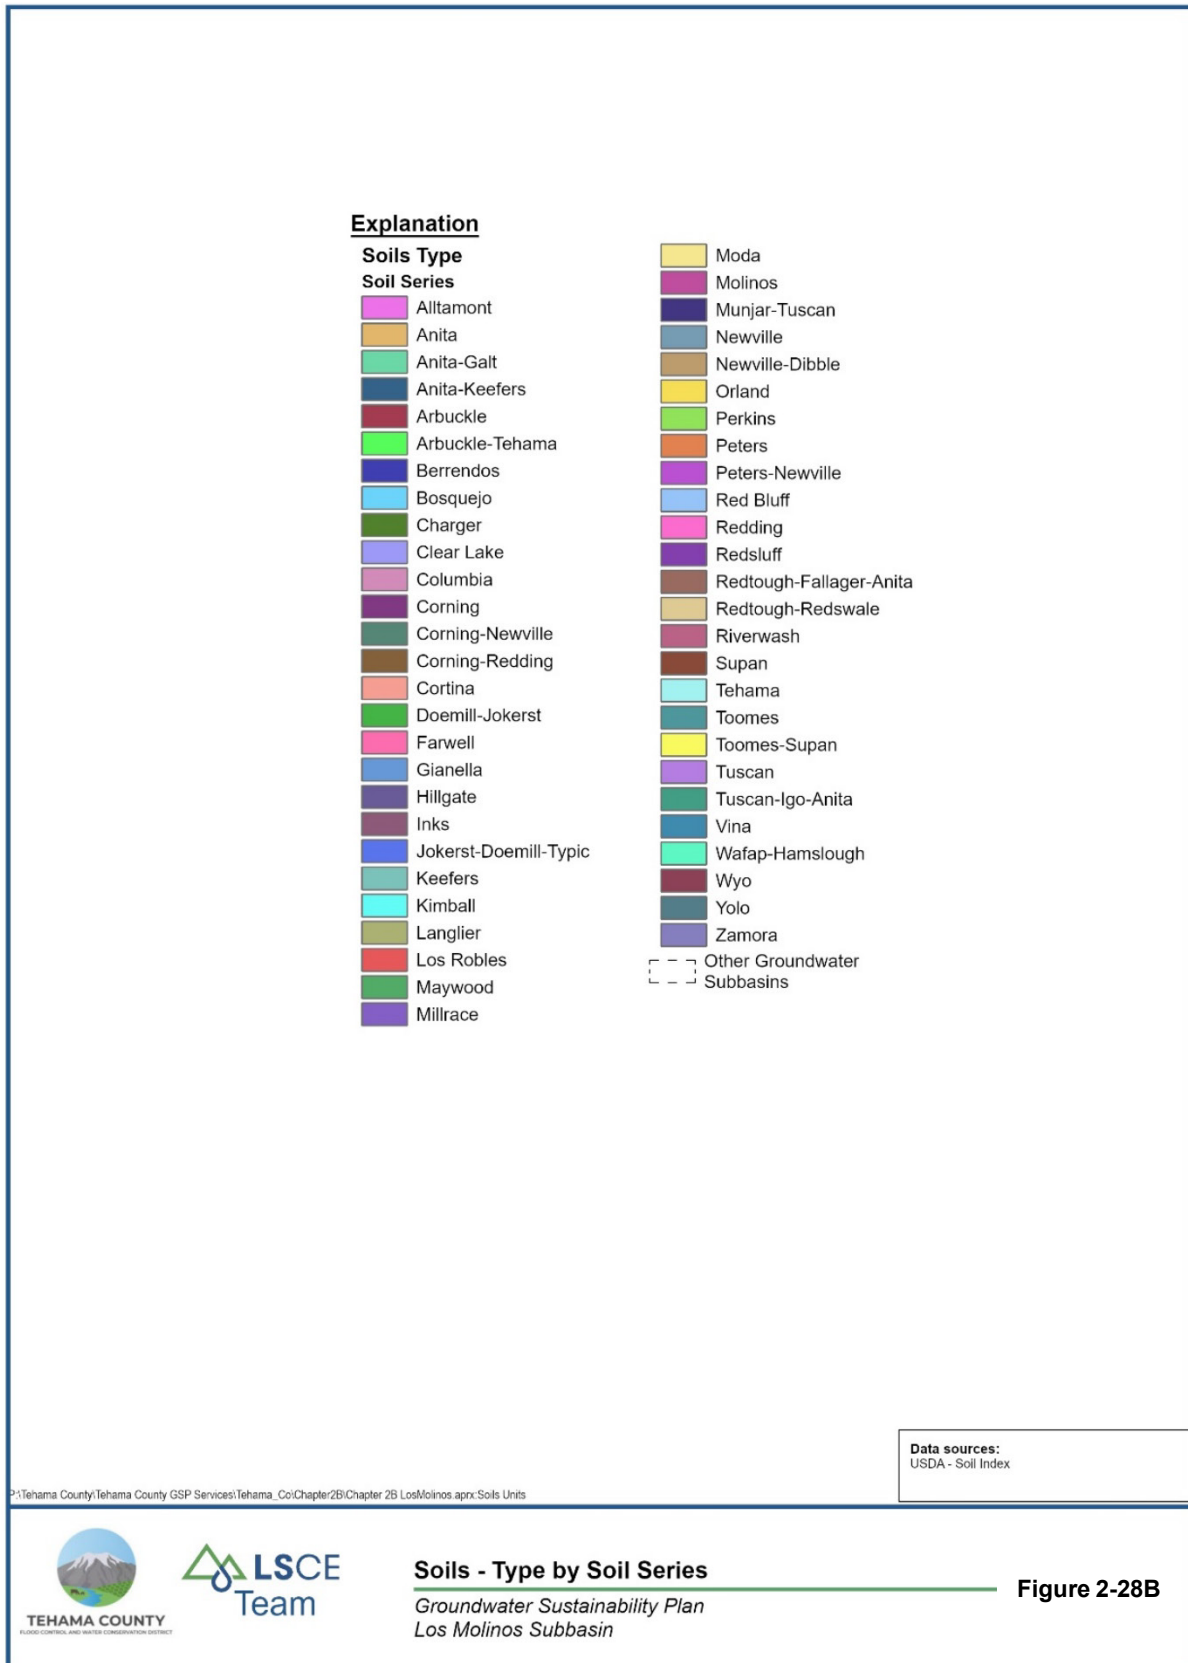 Explanation
Soils Type
Soil Series
Alltamont
Anita
Anita-Galt
Anita-Keefers
Arbuckle
Arbuckle-Tehama
Berrendos
Bosquejo
Charger
Clear Lake
Columbia
Corning
Corning-Newville
Corning-Redding
Cortina
Doemill-Jokerst
Farwell
Gianella
Hillgate
Inks
Jokerst-Doemill-Typic
Keefers
Kimball
Langlier
Los Robles
Maywood
Millrace
Moda
Molinos
Munjar-Tuscan
Newville
Newville-Dibble
Orland
Perkins
Peters
Peters-Newville
Red Bluff
Redding
Redsluff
Redtough-Fallager-Anita
Redtough-Redswale
Riverwash
Supan
Tehama
Toomes
Toomes-Supan
Tuscan
Tuscan-Igo-Anita
Vina
Wafap-Hamslough
Wyo
Yolo
Zamora
Other Groundwater
Subbasins
Data sources:
USDA - Soil Index
P:\Tehama County\Tehama County GSP Services\Tehama_Co\Chapter2B\Chapter 2B LosMolinos.aprx:Soils Units
TEHAMA COUNTY
FLOOD CONTROL AND WATER CONSERVATION DISTRICT
LSCE
Team
Soils - Type by Soil Series
Groundwater Sustainability Plan
Los Molinos Subbasin
Figure 2-28B